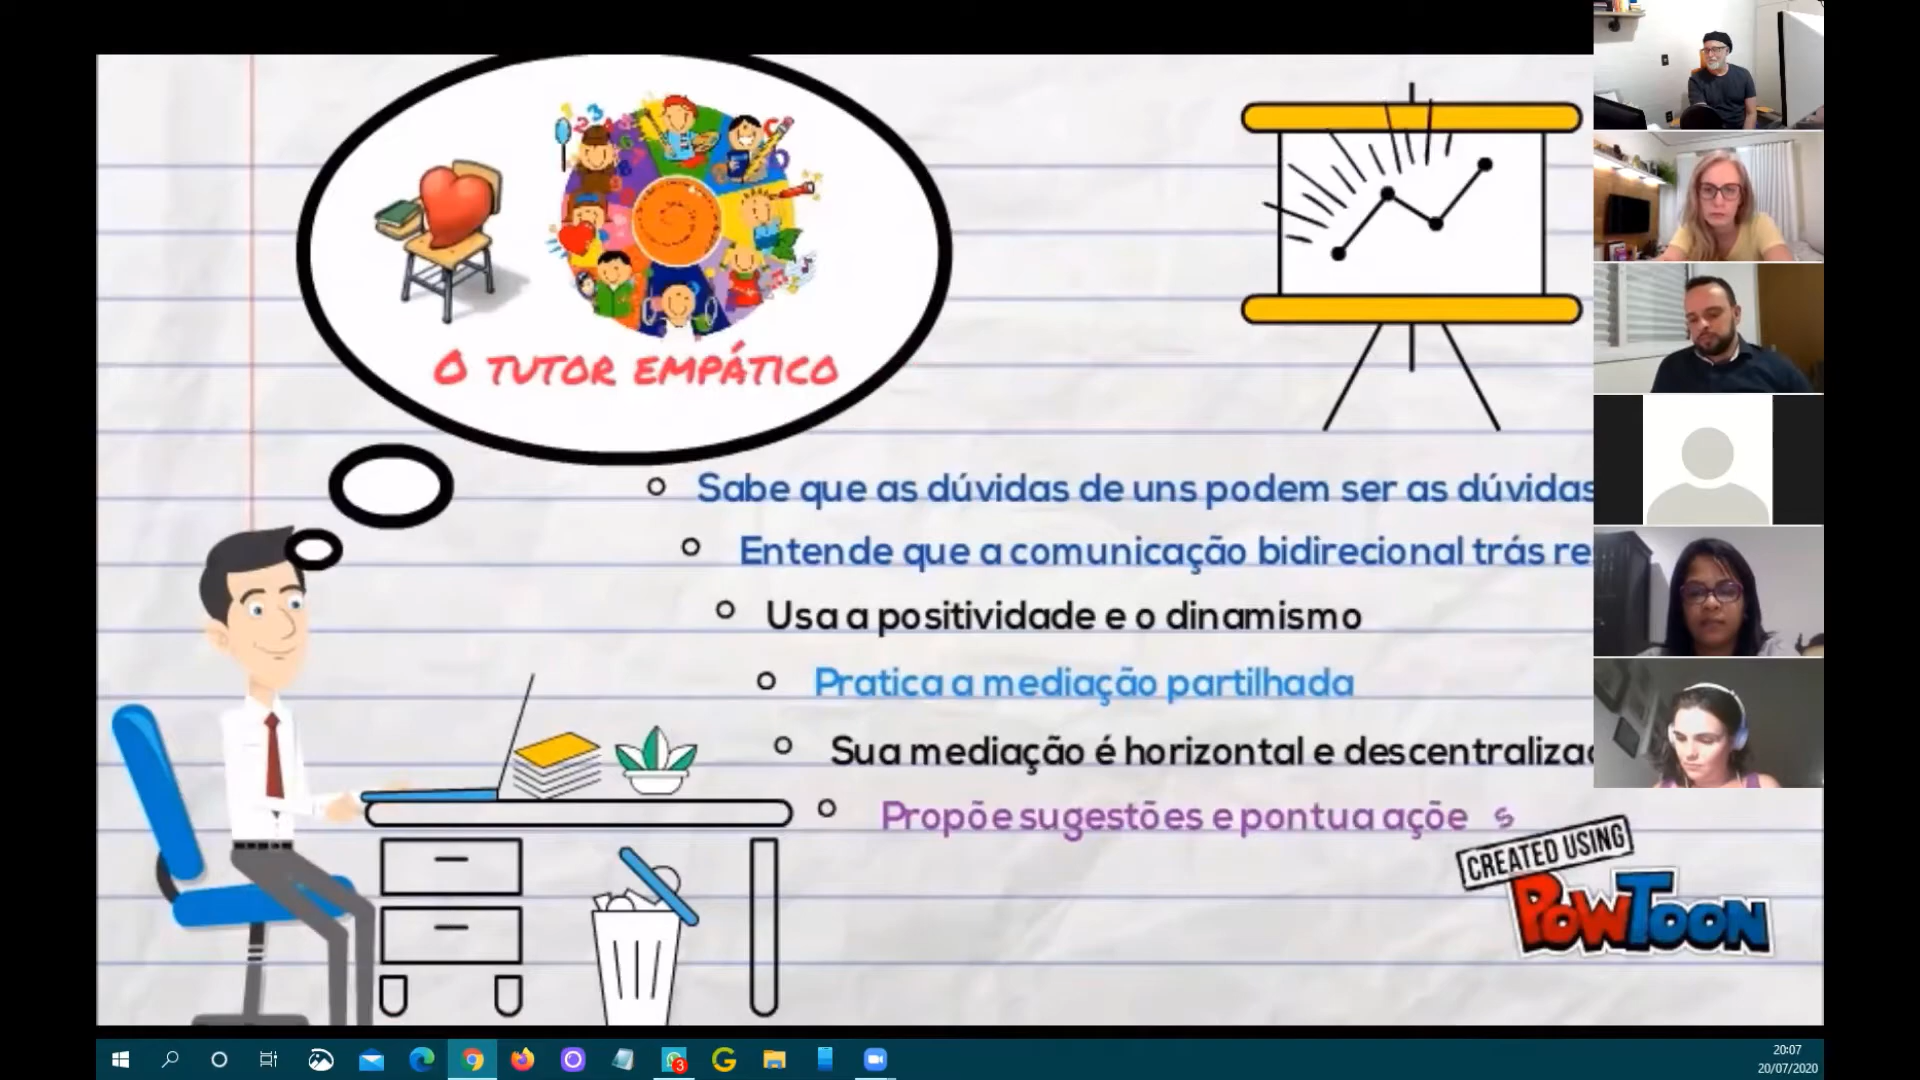 O TUTOR EMPÁTICO
Sabe que as dúvidas de uns podem ser as dúvidas
Entende que a comunicação bidirecional trás re
Usa a positividade e o dinamismo
Pratica a mediação partilhada
Sua mediação é horizontal e descentraliza
Propõe sugestões e pontua açõe s
CREATED USING
POWTOON
3
20:07
20/07/2020